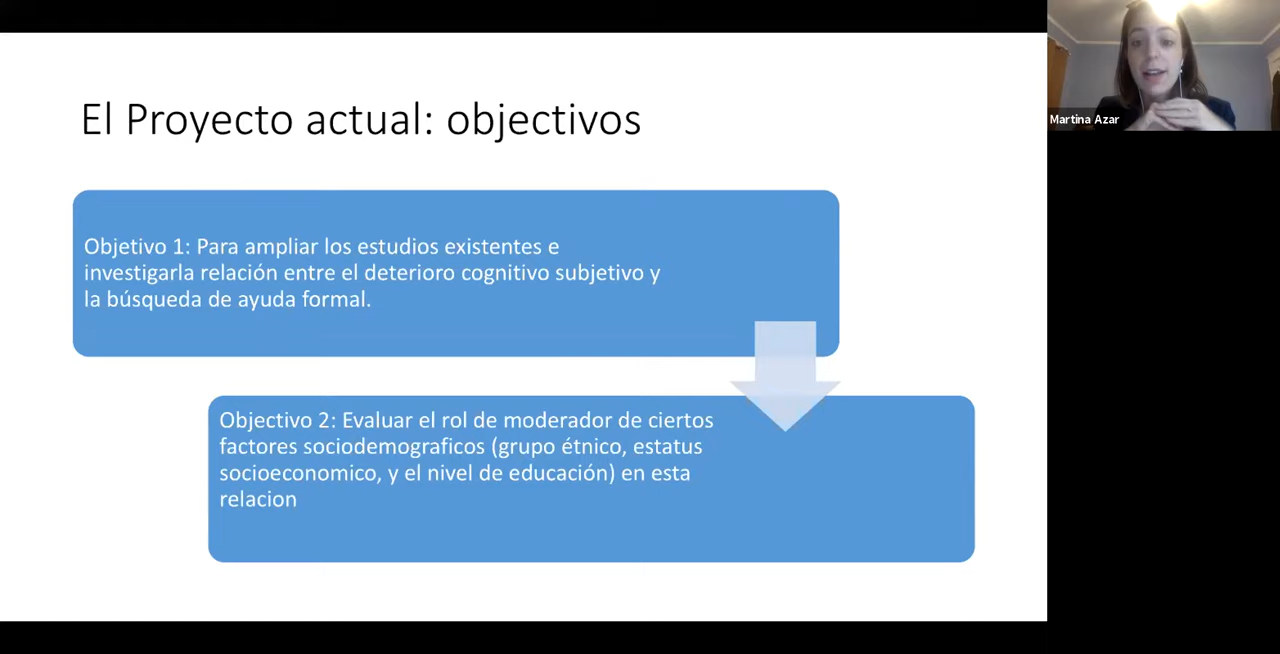 El Proyecto actual: objectivos
Objetivo 1: Para ampliar los estudios existentes e
investigarla relación entre el deterioro cognitivo subjetivo y
la búsqueda de ayuda formal.
Objectivo 2: Evaluar el rol de moderador de ciertos
factores sociodemograficos (grupo étnico, estatus
socioeconomico, y el nivel de educación) en esta
relacion
Martina Azar